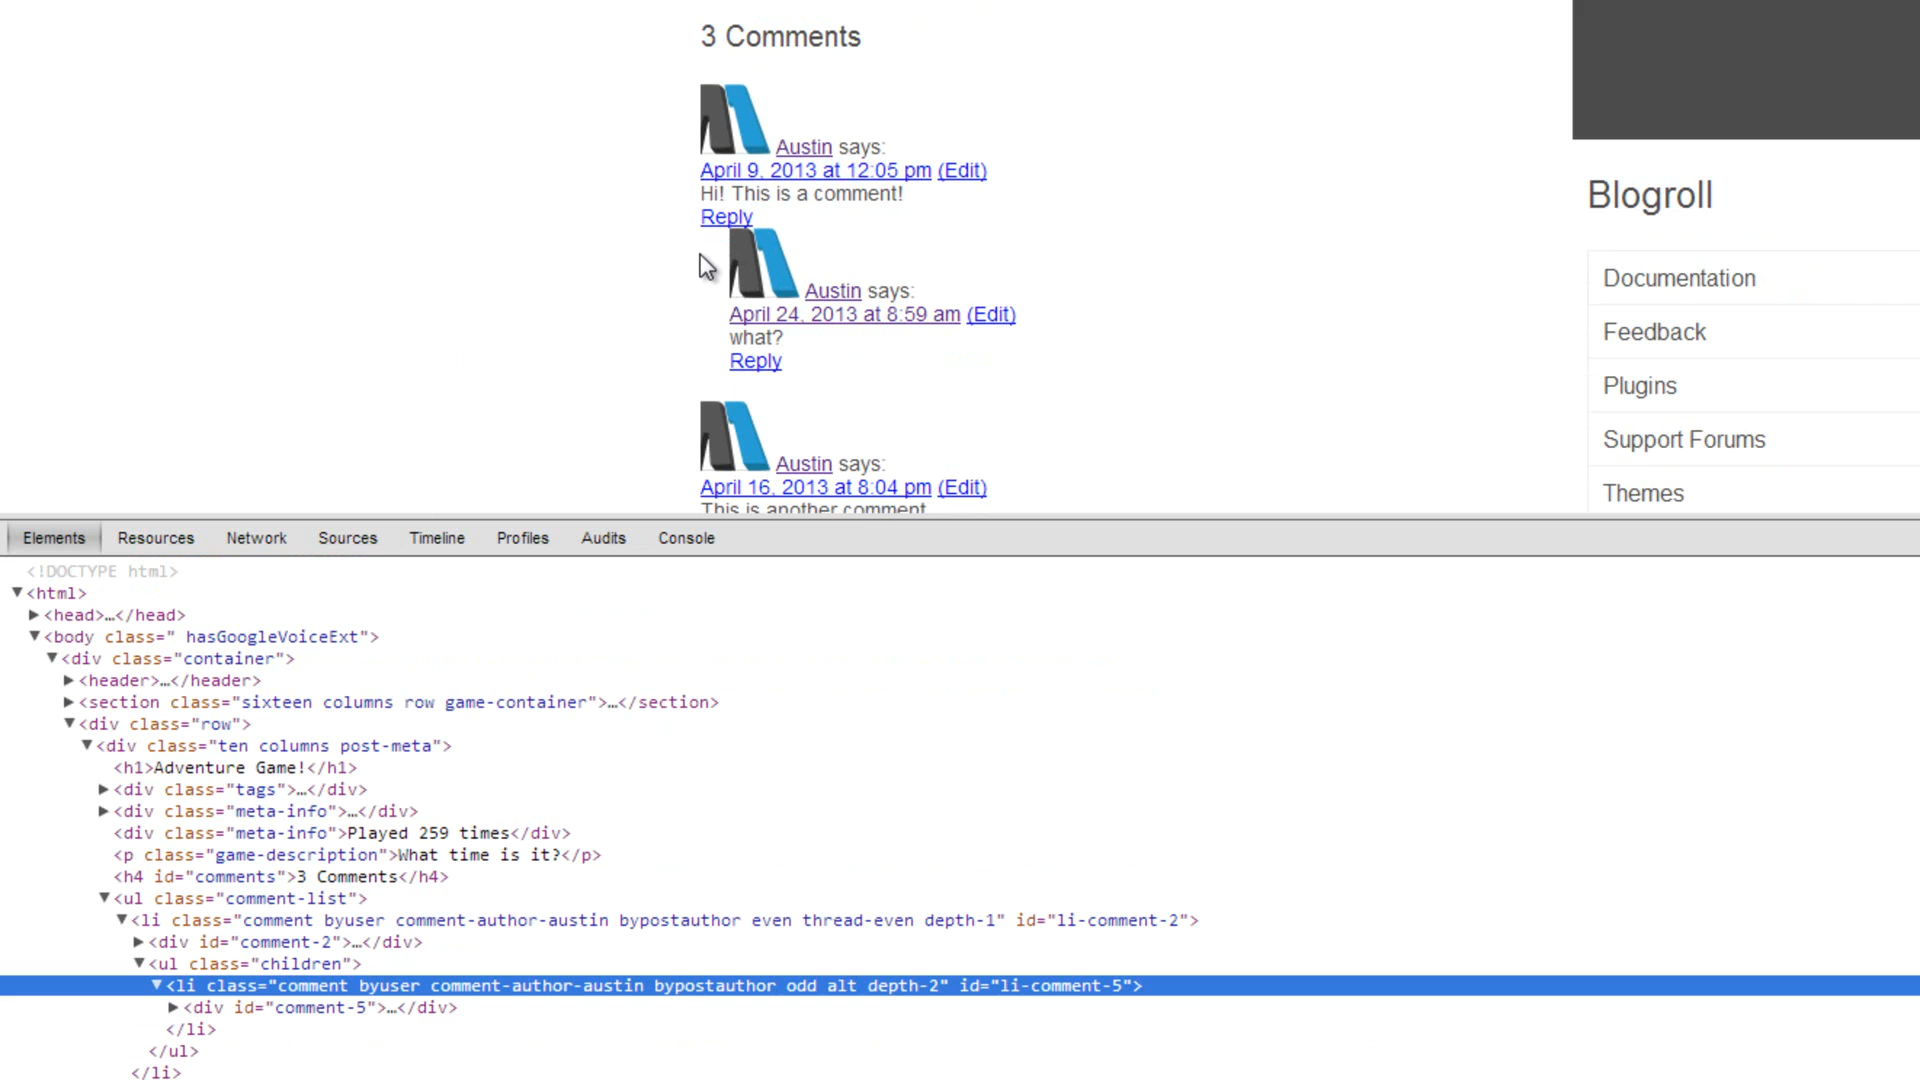 3 Comments
Austin says:
April 9, 2013 at 12:05 pm (Edit)
Hi! This is a comment!
Reply
Austin says:
April 24, 2013 at 8:59 am (Edit)
what?
Reply
Austin says:
April 16, 2013 at 8:04 pm (Edit)
This is another comment
Blogroll
Documentation
Feedback
Plugins
Support Forums
Themes
Elements Resources Network Sources Timeline Profiles Audits Console
<!DOCTYPE html>
▼<html>
▶<head>…</head>
▼<body class=" hasGoogleVoiceExt">
▼<div class="container">
▶<header>…</header>
▶<section class="sixteen columns row game-container">…</section>
▼<div class="row">
▼<div class="ten columns post-meta">
<h1>Adventure Game!</h1>
▶<div class="tags">…</div>
▶<div class="meta-info">…</div>
<div class="meta-info">Played 259 times</div>
<p class="game-description">What time is it?</p>
<h4 id="comments">3 Comments</h4>
▼<ul class="comment-list">
▼<li class="comment byuser comment-author-austin bypostauthor even thread-even depth-1" id="li-comment-2">
▶<div id="comment-2">…</div>
▼<ul class="children">
▼<li class="comment byuser comment-author-austin bypostauthor odd alt depth-2" id="li-comment-5">
▶<div id="comment-5">…</div>
</li>
</ul>
</li>